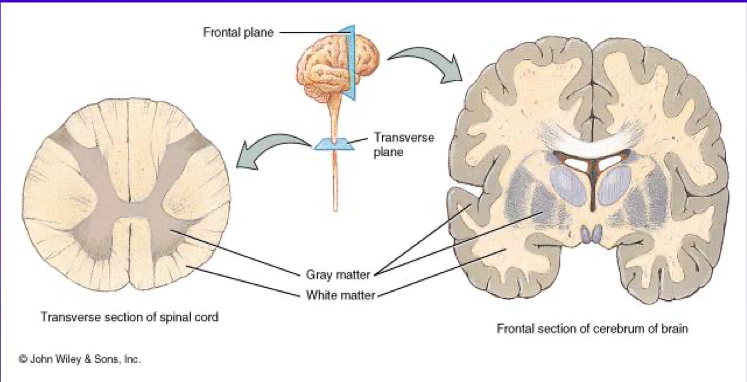 Frontal plane
Transverse
plane
Gray matter
White matter
Transverse section of spinal cord
Frontal section of cerebrum of brain
© John Wiley & Sons, Inc.